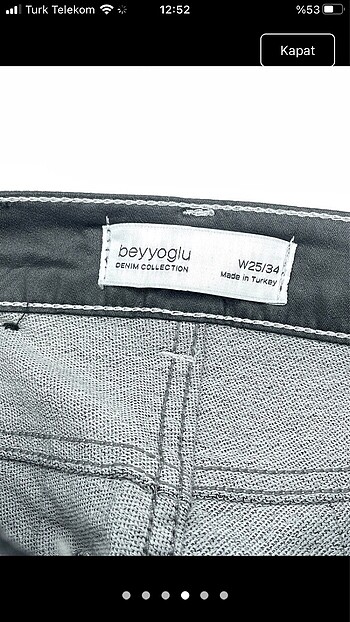 Turk Telekom
12:52
%53
Kapat
beyyoglu
DENIM COLLECTION
W25/34
Made in Turkey